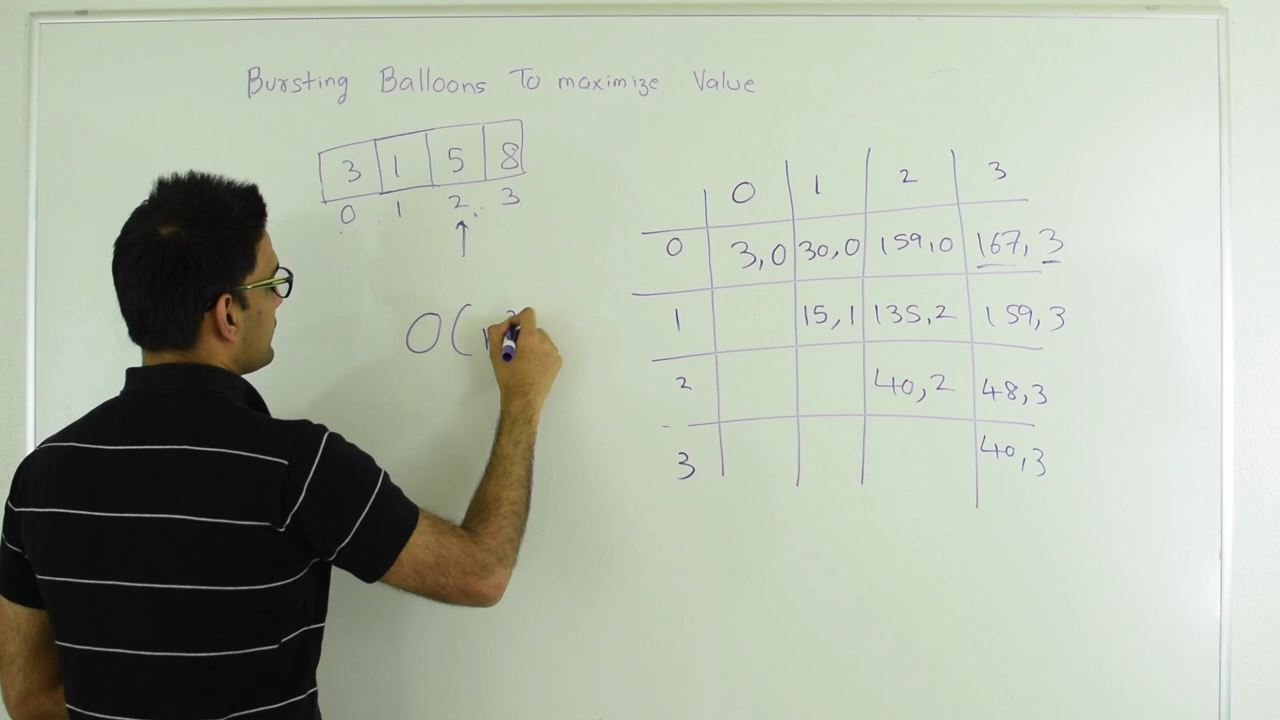 Bursting Balloons To maximize Value
3 1 5 8
0 1 2 3
O(n
0 1 2 3
0 3,0 30,0 159,0 167,3
1 15,1 135,2 159,3
2 40,2 48,3
3 40,3